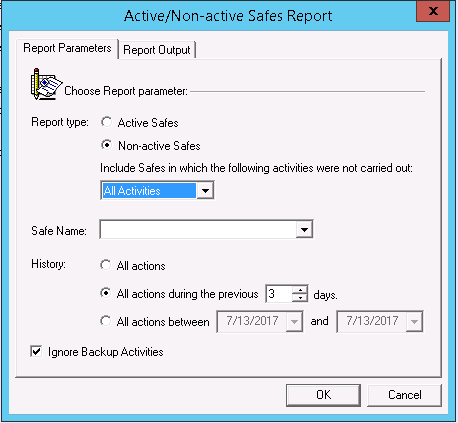 Active/Non-active Safes Report
x
Report Parameters Report Output
Choose Report parameter:
Report type: Active Safes
Non-active Safes
Include Safes in which the following activities were not carried out:
All Activities
Safe Name:
History: All actions
All actions during the previous 3 days.
All actions between 7/13/2017 and 7/13/2017
Ignore Backup Activities
OK Cancel